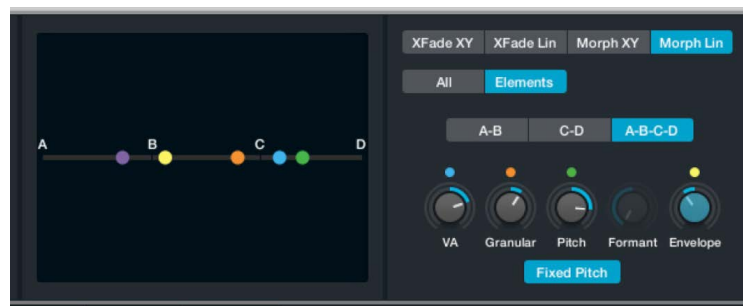 XFade XY XFade Lin Morph XY Morph Lin
All Elements
A-B C-D A-B-C-D
A B C D
VA Granular Pitch Formant Envelope
Fixed Pitch